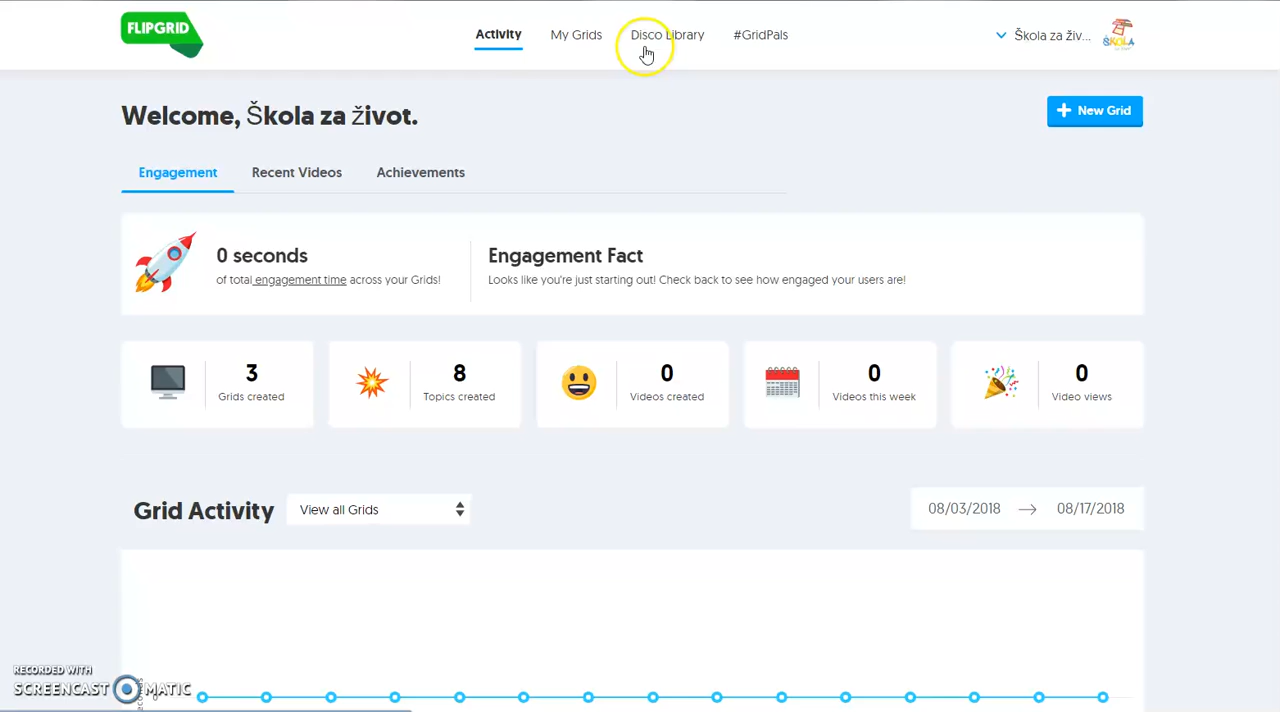 FLIPGRID
Activity
My Grids
Disco Library
#GridPals
Škola za živ...
ŠKOLA
Welcome, Škola za život.
New Grid
Engagement
Recent Videos
Achievements
0 seconds
of total engagement time across your Grids!
Engagement Fact
Looks like you're just starting out! Check back to see how engaged your users are!
3
Grids created
8
Topics created
0
Videos created
0
Videos this week
0
Video views
Grid Activity
View all Grids
08/03/2018
08/17/2018
RECORDED WITH
SCREENCAST MATIC